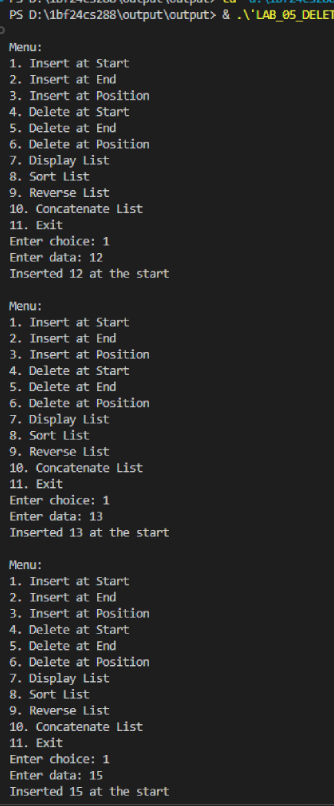 PS D:\1bf24cs288\output\output> & .\'LAB_05_DELET
Menu:
1. Insert at Start
2. Insert at End
3. Insert at Position
4. Delete at Start
5. Delete at End
6. Delete at Position
7. Display List
8. Sort List
9. Reverse List
10. Concatenate List
11. Exit
Enter choice: 1
Enter data: 12
Inserted 12 at the start
Menu:
1. Insert at Start
2. Insert at End
3. Insert at Position
4. Delete at Start
5. Delete at End
6. Delete at Position
7. Display List
8. Sort List
9. Reverse List
10. Concatenate List
11. Exit
Enter choice: 1
Enter data: 13
Inserted 13 at the start
Menu:
1. Insert at Start
2. Insert at End
3. Insert at Position
4. Delete at Start
5. Delete at End
6. Delete at Position
7. Display List
8. Sort List
9. Reverse List
10. Concatenate List
11. Exit
Enter choice: 1
Enter data: 15
Inserted 15 at the start